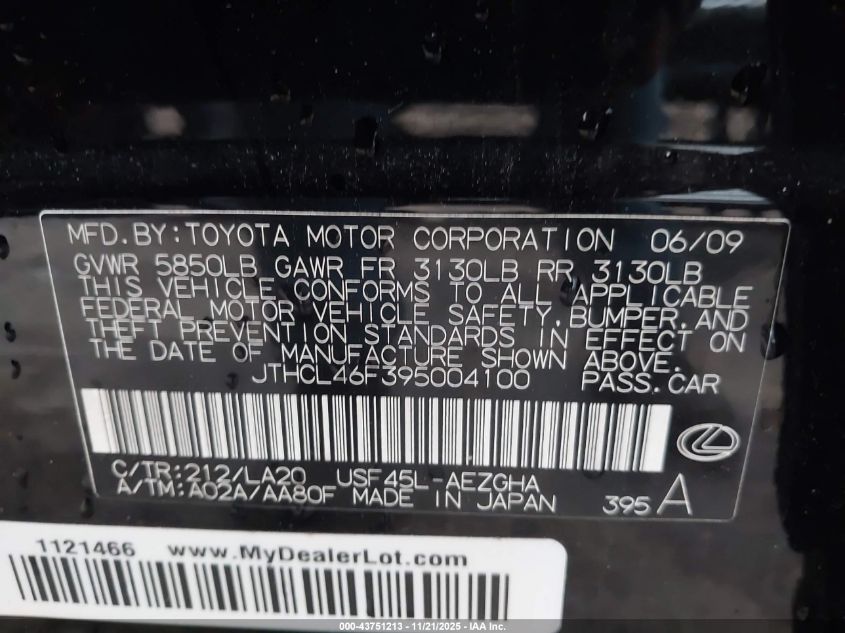 MFD.BY:TOYOTA MOTOR CORPORATION 06/09
GVWR 5850LB GAWR FR 3130LB RR 3130LB
THIS VEHICLE CONFORMS TO ALL APPLICABLE
FEDERAL MOTOR VEHICLE SAFETY,BUMPER,AND
THEFT PREVENTION STANDARDS IN EFFECT ON
THE DATE OF MANUFACTURE SHOWN ABOVE.
JTHCL46F395004100 PASS.CAR
C/TR:212/LA20 USF45L-AEZGHA
A/TM:A02A/AA80F MADE IN JAPAN 395 A
1121466 www.MyDealerLot.com
000-43751213 - 11/21/2025 - IAA Inc.